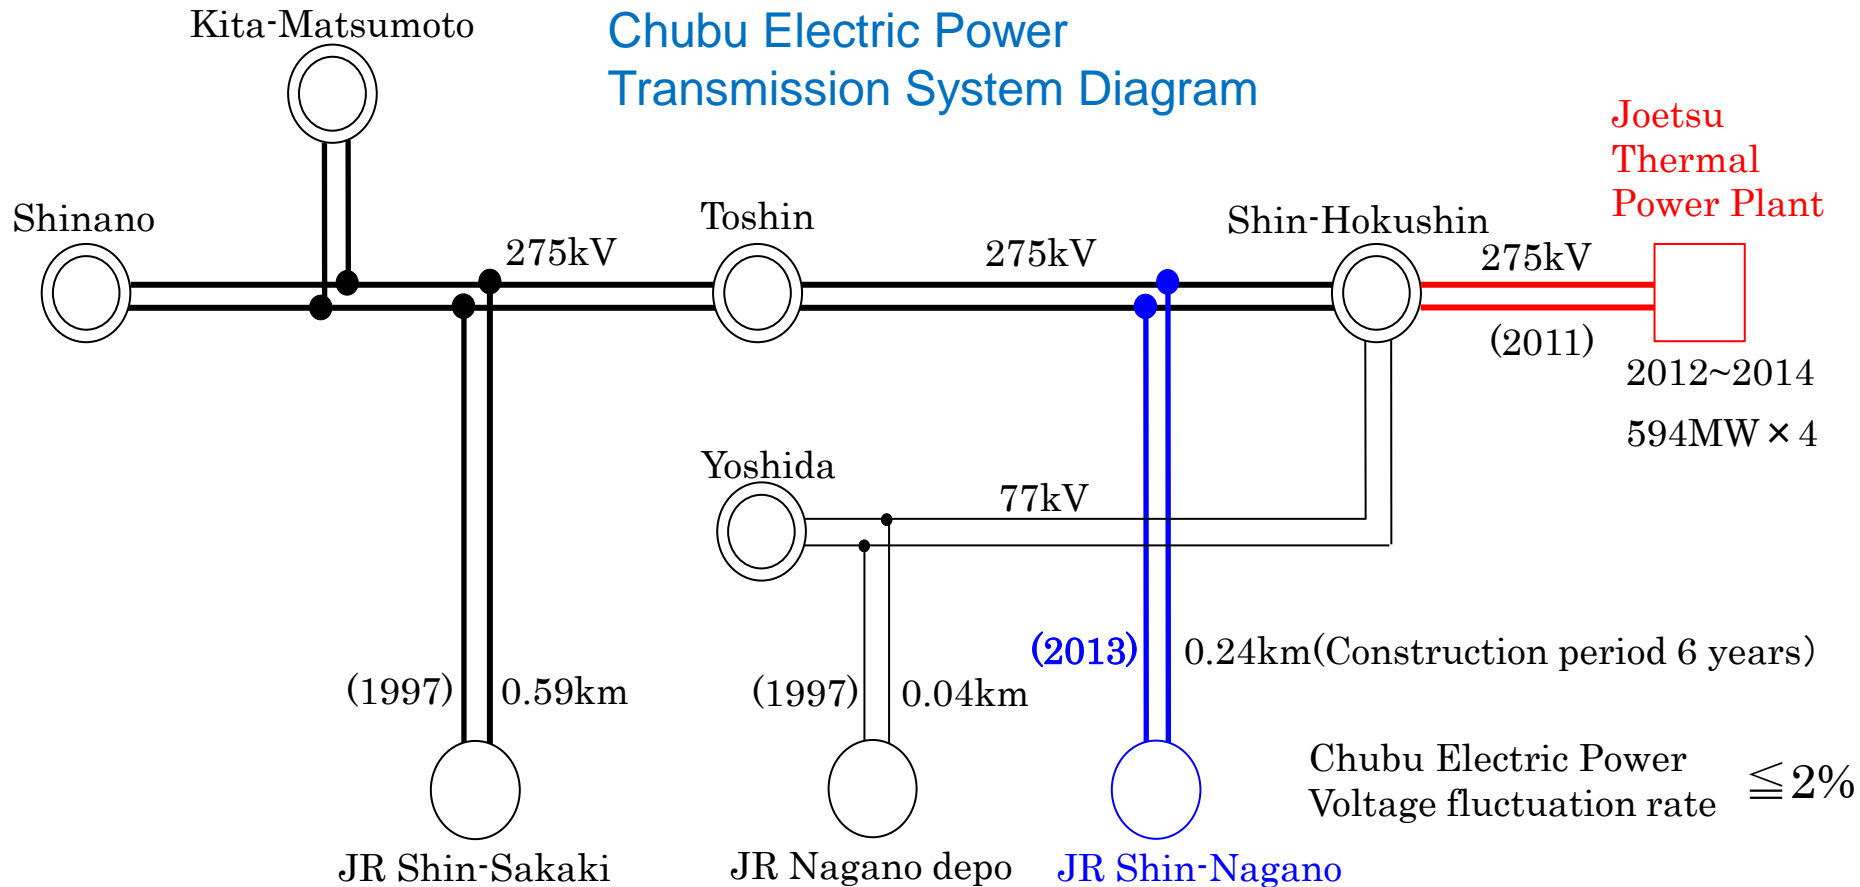 Kita-Matsumoto
Chubu Electric Power
Transmission System Diagram
Joetsu
Thermal
Power Plant
Shinano
Toshin
Shin-Hokushin
275kV
275kV
275kV
(2011)
2012~2014
594MW×4
Yoshida
77kV
(2013)
0.24km(Construction period 6 years)
(1997)
0.59km
(1997)
0.04km
Chubu Electric Power
Voltage fluctuation rate
≦2%
JR Shin-Sakaki
JR Nagano depo
JR Shin-Nagano